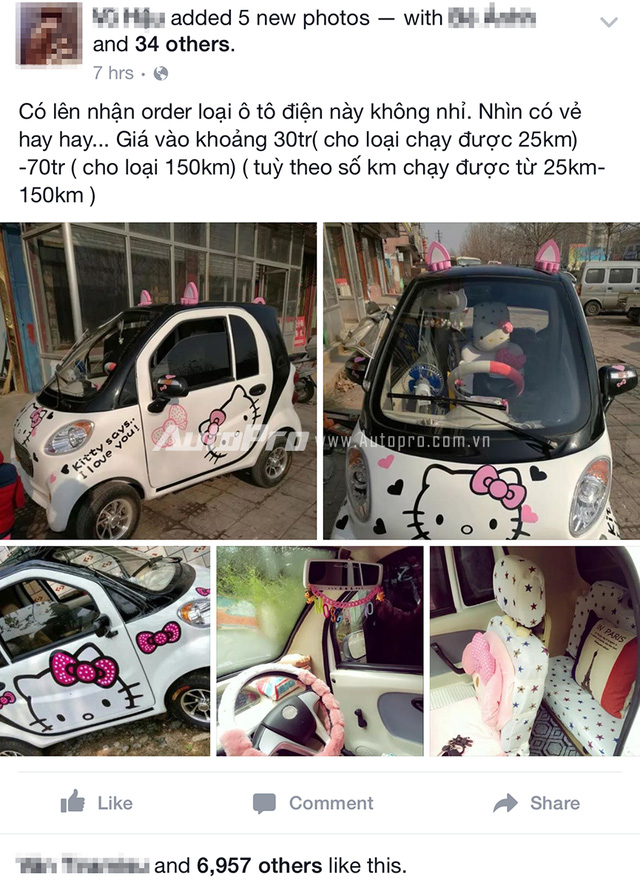 added 5 new photos — with
and 34 others.
7 hrs ·
Có lên nhận order loại ô tô điện này không nhỉ. Nhìn có vẻ
hay hay... Giá vào khoảng 30tr( cho loại chạy được 25km)
-70tr ( cho loại 150km) ( tuỳ theo số km chạy được từ 25km-
150km )
Kitty says
I love you!
AutoPro www.Autopro.com.vn
PARIS
Like Comment Share
and 6,957 others like this.